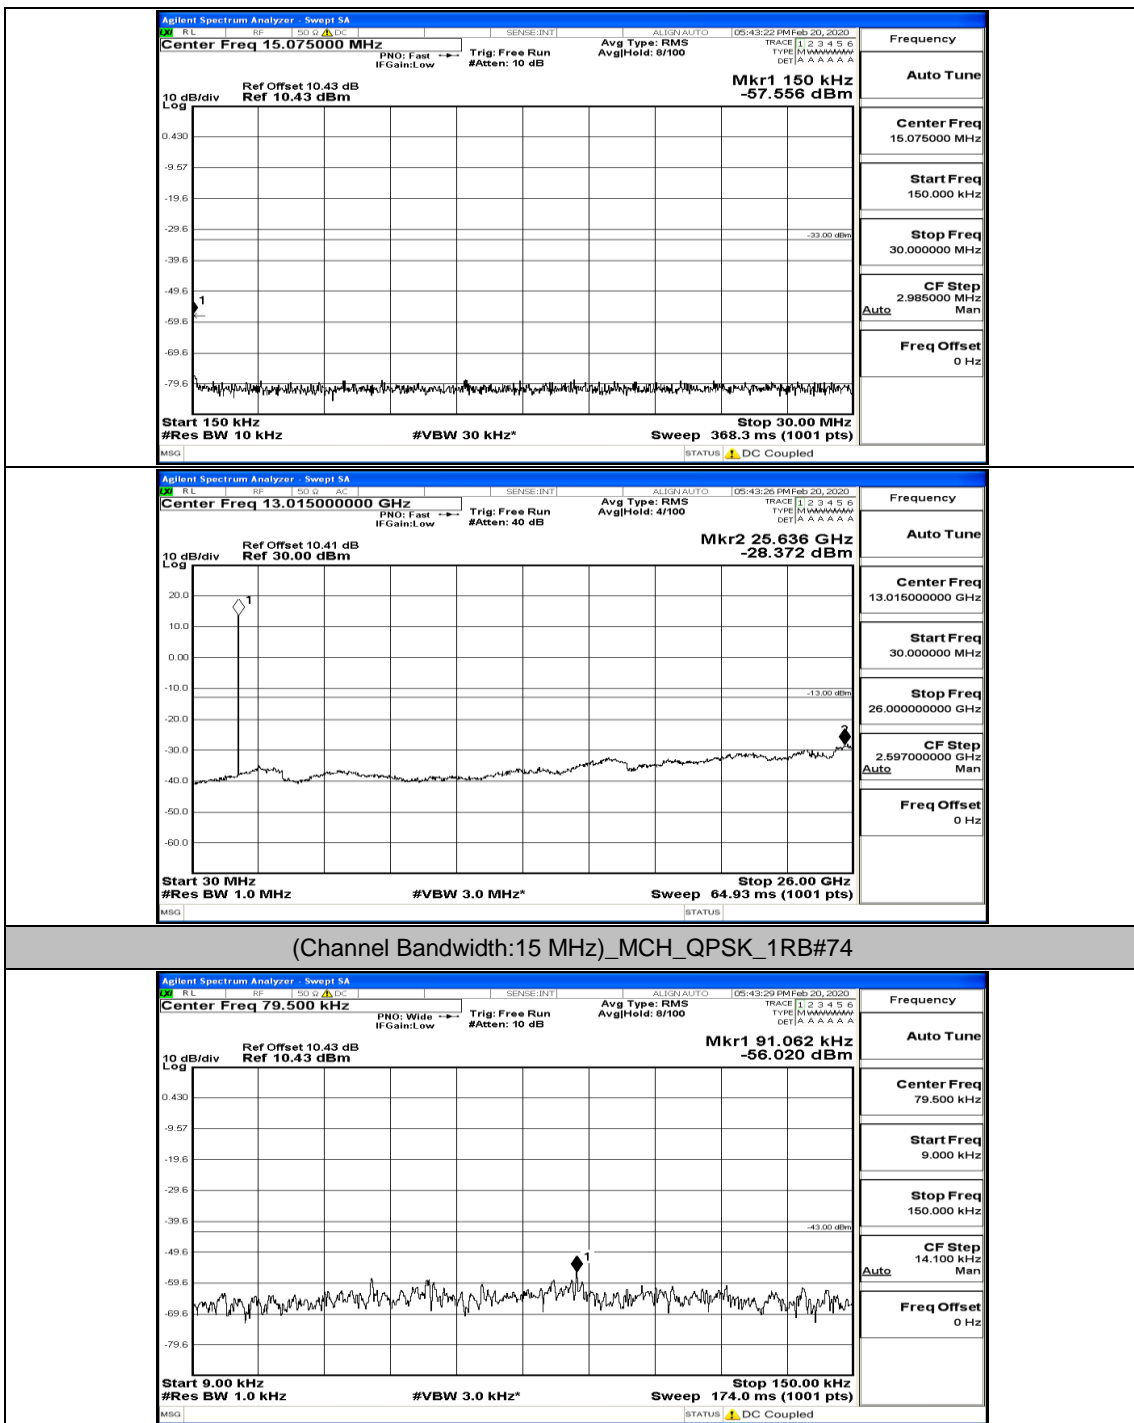 Agilent Spectrum Analyzer - Swept SA
LXI RL RF 50 Ω DC SENSE:INT ALIGN AUTO 05:43:22 PM Feb 20, 2020
Center Freq 15.075000 MHz
PNO: Fast
IFGain:Low
Trig: Free Run
#Atten: 10 dB
Avg Type: RMS
Avg|Hold: 8/100
TRACE 1 2 3 4 5 6
TYPE M W W W W W
DET A A A A A A
Frequency
Ref Offset 10.43 dB
10 dB/div Ref 10.43 dBm
Log
Mkr1 150 kHz
-57.556 dBm
0.430
-9.57
-19.6
-29.6
-39.6
-49.6
-59.6
-69.6
-79.6
-33.00 dBm
1
Start 150 kHz
Stop 30.00 MHz
#Res BW 10 kHz #VBW 30 kHz* Sweep 368.3 ms (1001 pts)
MSG STATUS DC Coupled
Auto Tune
Center Freq
15.075000 MHz
Start Freq
150.000 kHz
Stop Freq
30.000000 MHz
CF Step
2.985000 MHz
Auto Man
Freq Offset
0 Hz
Agilent Spectrum Analyzer - Swept SA
LXI RL RF 50 Ω AC SENSE:INT ALIGN AUTO 05:43:26 PM Feb 20, 2020
Center Freq 13.015000000 GHz
PNO: Fast
IFGain:Low
Trig: Free Run
#Atten: 40 dB
Avg Type: RMS
Avg|Hold: 4/100
TRACE 1 2 3 4 5 6
TYPE M W W W W W
DET A A A A A A
Frequency
Ref Offset 10.41 dB
10 dB/div Ref 30.00 dBm
Log
Mkr2 25.636 GHz
-28.372 dBm
20.0
10.0
0.00
-10.0
-20.0
-30.0
-40.0
-50.0
-60.0
-13.00 dBm
1
2
Start 30 MHz
Stop 26.00 GHz
#Res BW 1.0 MHz #VBW 3.0 MHz* Sweep 64.93 ms (1001 pts)
MSG STATUS
Auto Tune
Center Freq
13.015000000 GHz
Start Freq
30.000000 MHz
Stop Freq
26.000000000 GHz
CF Step
2.597000000 GHz
Auto Man
Freq Offset
0 Hz
(Channel Bandwidth:15 MHz)_MCH_QPSK_1RB#74
Agilent Spectrum Analyzer - Swept SA
LXI RL RF 50 Ω DC SENSE:INT ALIGN AUTO 05:43:29 PM Feb 20, 2020
Center Freq 79.500 kHz
PNO: Wide
IFGain:Low
Trig: Free Run
#Atten: 10 dB
Avg Type: RMS
Avg|Hold: 8/100
TRACE 1 2 3 4 5 6
TYPE M W W W W W
DET A A A A A A
Frequency
Ref Offset 10.43 dB
10 dB/div Ref 10.43 dBm
Log
Mkr1 91.062 kHz
-56.020 dBm
0.430
-9.57
-19.6
-29.6
-39.6
-49.6
-59.6
-69.6
-79.6
-43.00 dBm
1
Start 9.00 kHz
Stop 150.00 kHz
#Res BW 1.0 kHz #VBW 3.0 kHz* Sweep 174.0 ms (1001 pts)
MSG STATUS DC Coupled
Auto Tune
Center Freq
79.500 kHz
Start Freq
9.000 kHz
Stop Freq
150.000 kHz
CF Step
14.100 kHz
Auto Man
Freq Offset
0 Hz